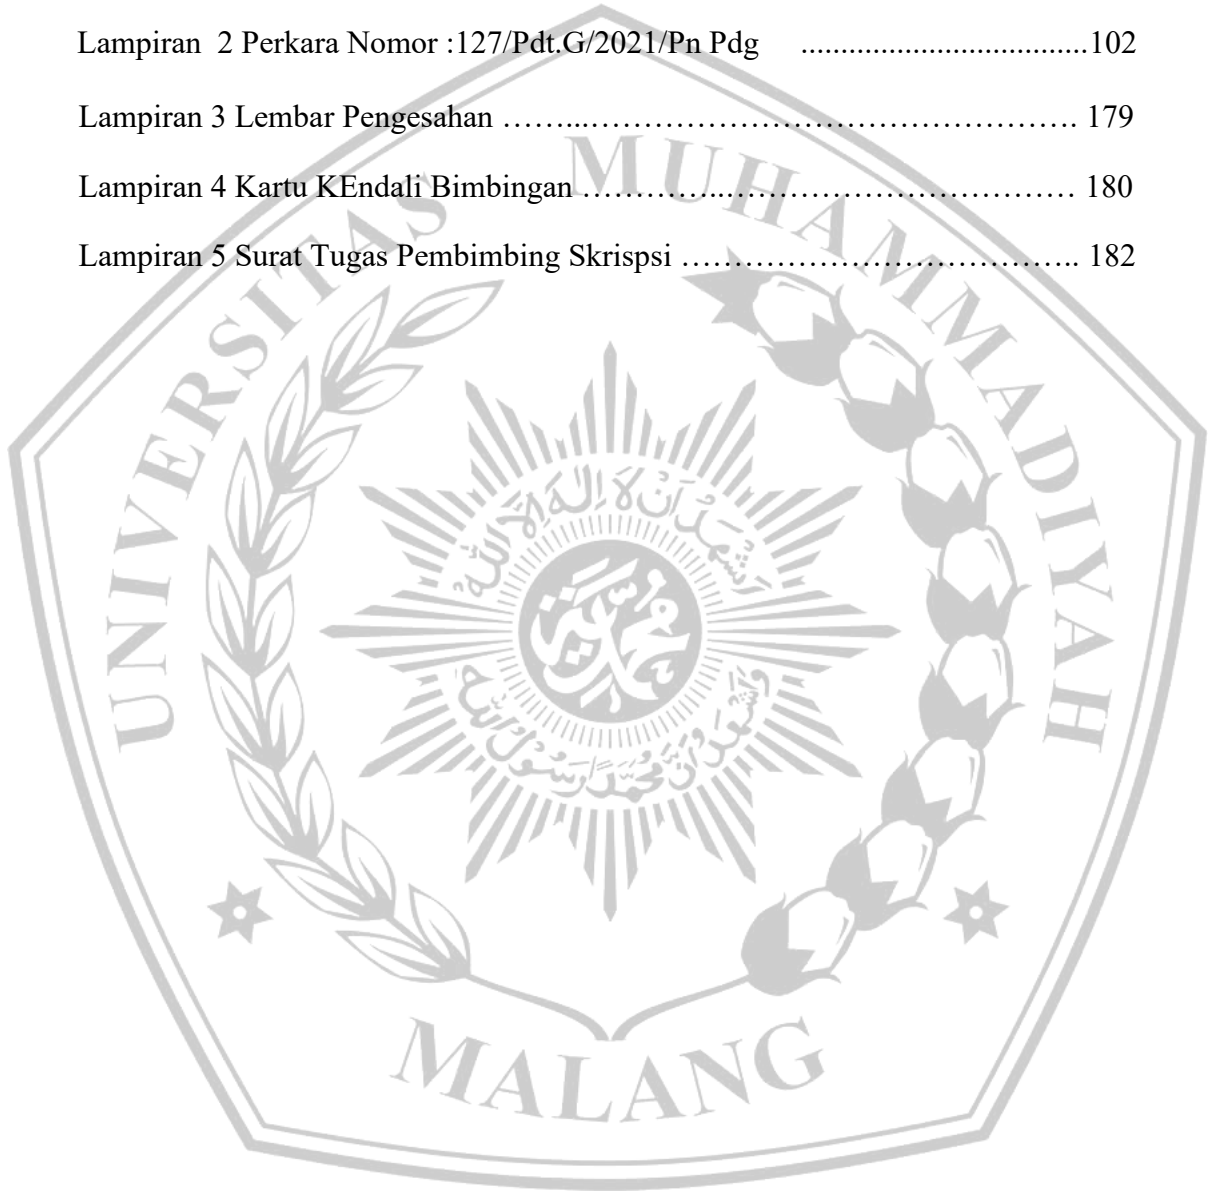 Lampiran  2 Perkara Nomor :127/Pdt.G/2021/Pn Pdg    ....................................102
Lampiran 3 Lembar Pengesahan ……...………………………………………. 179
Lampiran 4 Kartu KEndali Bimbingan …………..…………………………… 180
Lampiran 5 Surat Tugas Pembimbing Skrispsi ……………………………….. 182
UNIVERSITAS MUHAMMADIYAH
MALANG